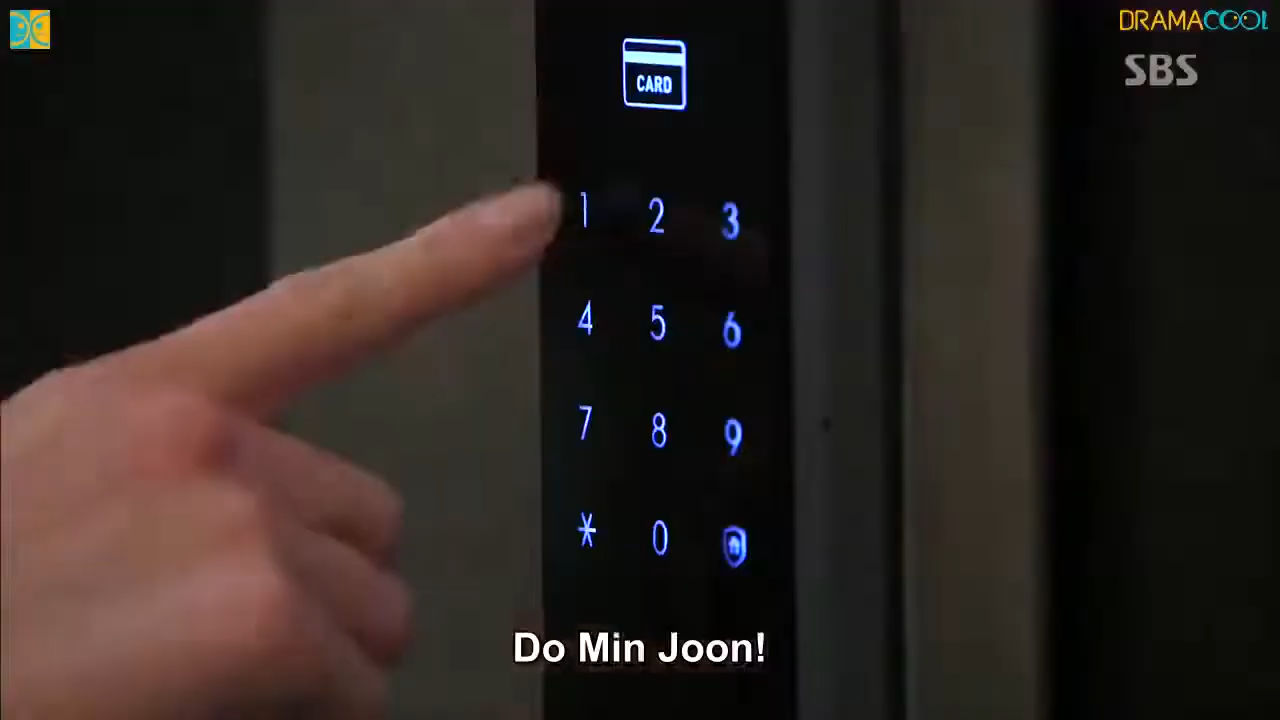 DRAMACOOL
SBS
CARD
1 2 3
4 5 6
7 8 9
* 0
Do Min Joon!